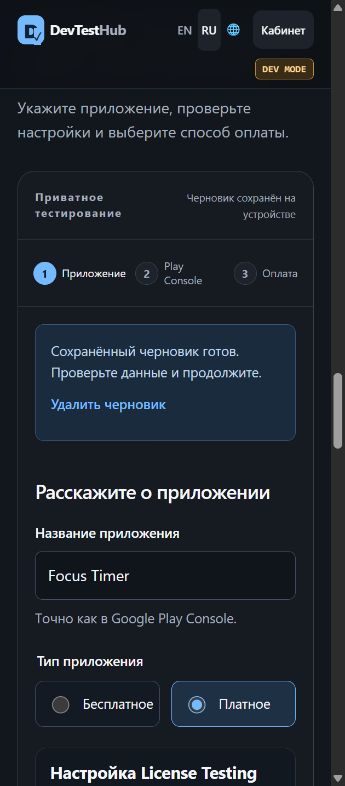 DevTestHub
EN RU Кабинет
DEV MODE
Укажите приложение, проверьте
настройки и выберите способ оплаты.
Приватное
тестирование
Черновик сохранён на
устройстве
1 Приложение
2 Play
Console
3 Оплата
Сохранённый черновик готов.
Проверьте данные и продолжите.
Удалить черновик
Расскажите о приложении
Название приложения
Focus Timer
Точно как в Google Play Console.
Тип приложения
Бесплатное
Платное
Настройка License Testing